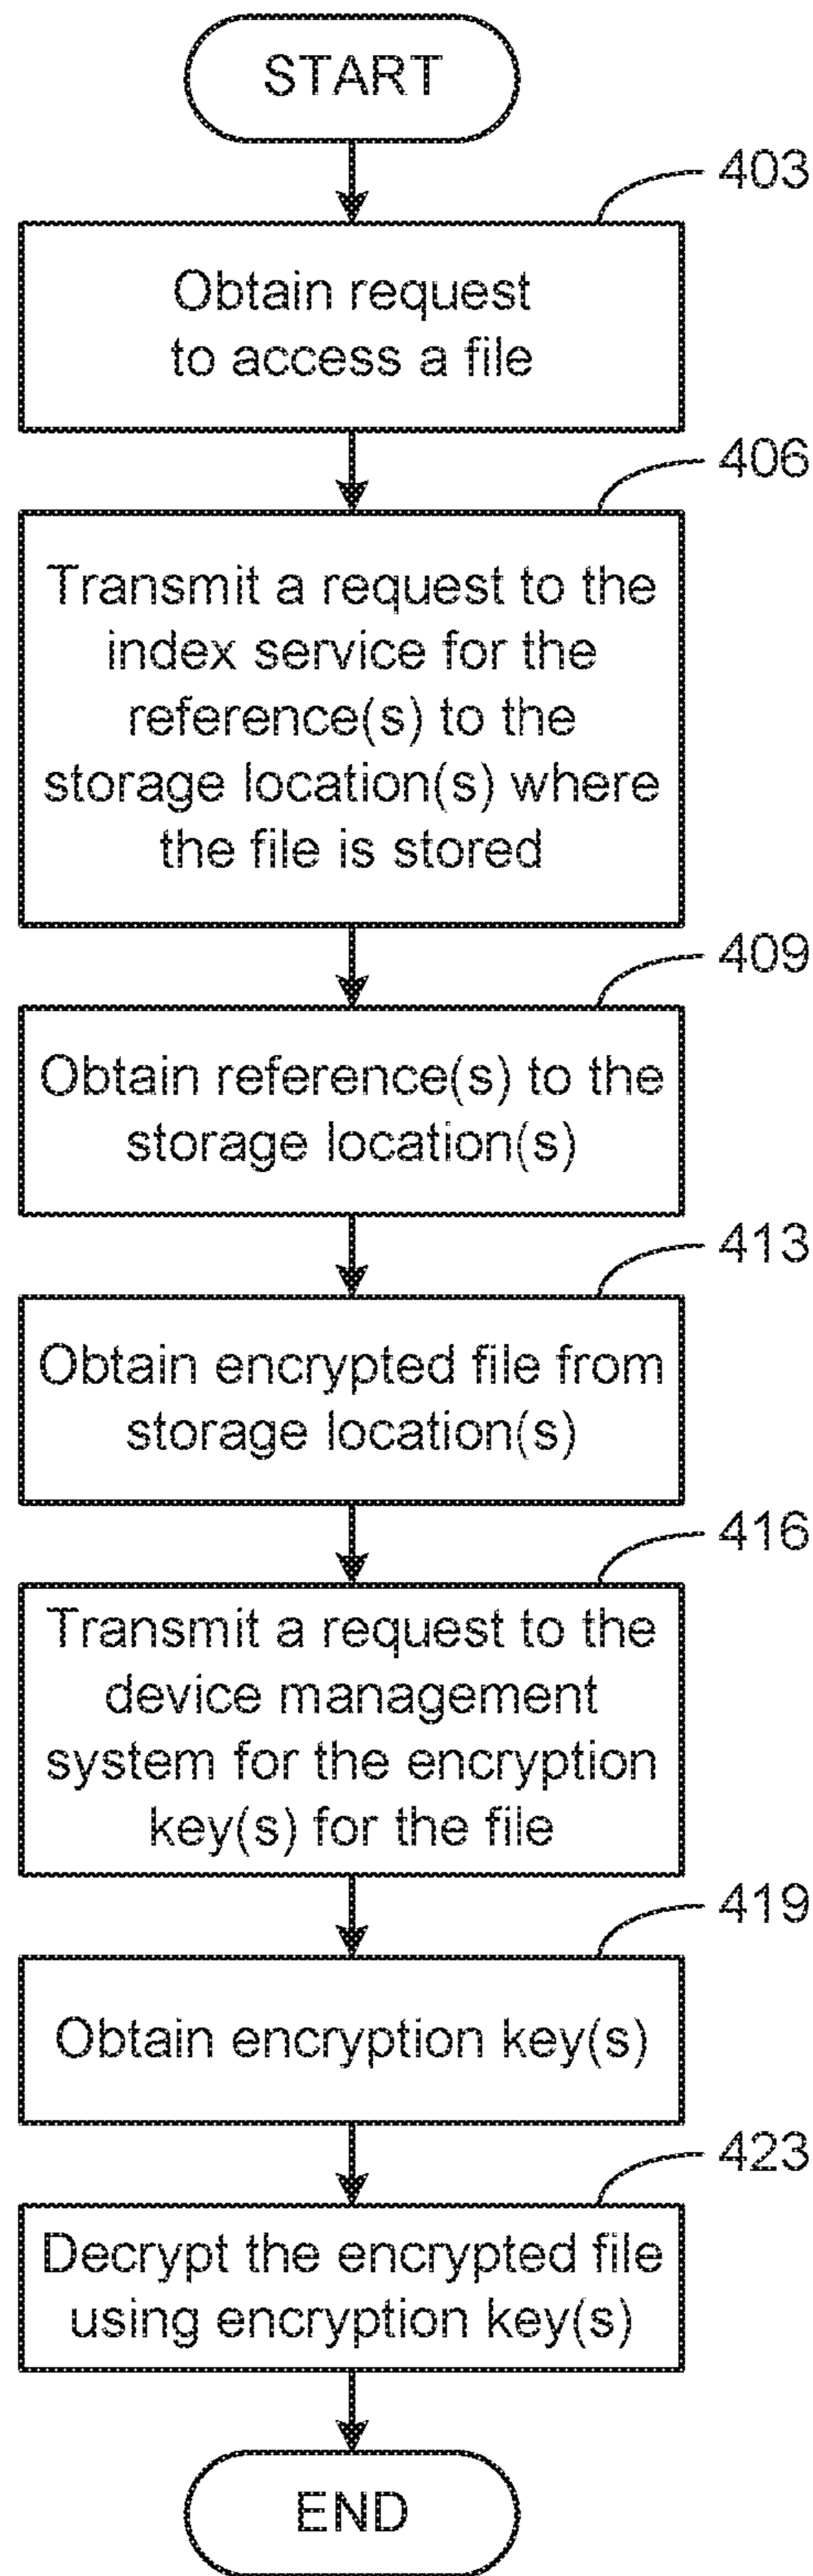 START
403
Obtain request
to access a file
406
Transmit a request to the
index service for the
reference(s) to the
storage location(s) where
the file is stored
409
Obtain reference(s) to the
storage location(s)
413
Obtain encrypted file from
storage location(s)
416
Transmit a request to the
device management
system for the encryption
key(s) for the file
419
Obtain encryption key(s)
423
Decrypt the encrypted file
using encryption key(s)
END